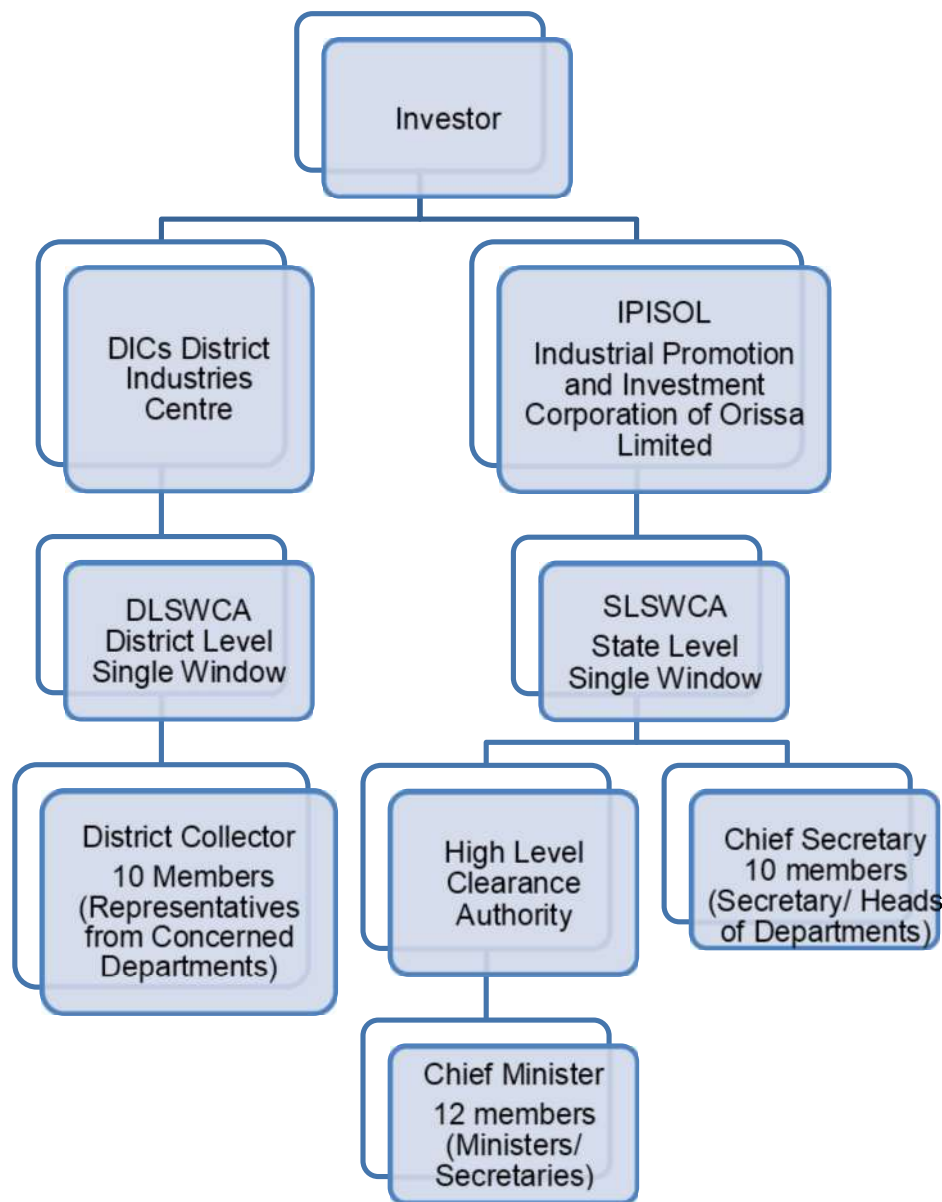 Investor
DICs District
Industries
Centre
IPISOL
Industrial Promotion
and Investment
Corporation of Orissa
Limited
DLSWCA
District Level
Single Window
SLSWCA
State Level
Single Window
District Collector
10 Members
(Representatives
from Concerned
Departments)
High Level
Clearance
Authority
Chief Secretary
10 members
(Secretary/ Heads
of Departments)
Chief Minister
12 members
(Ministers/
Secretaries)